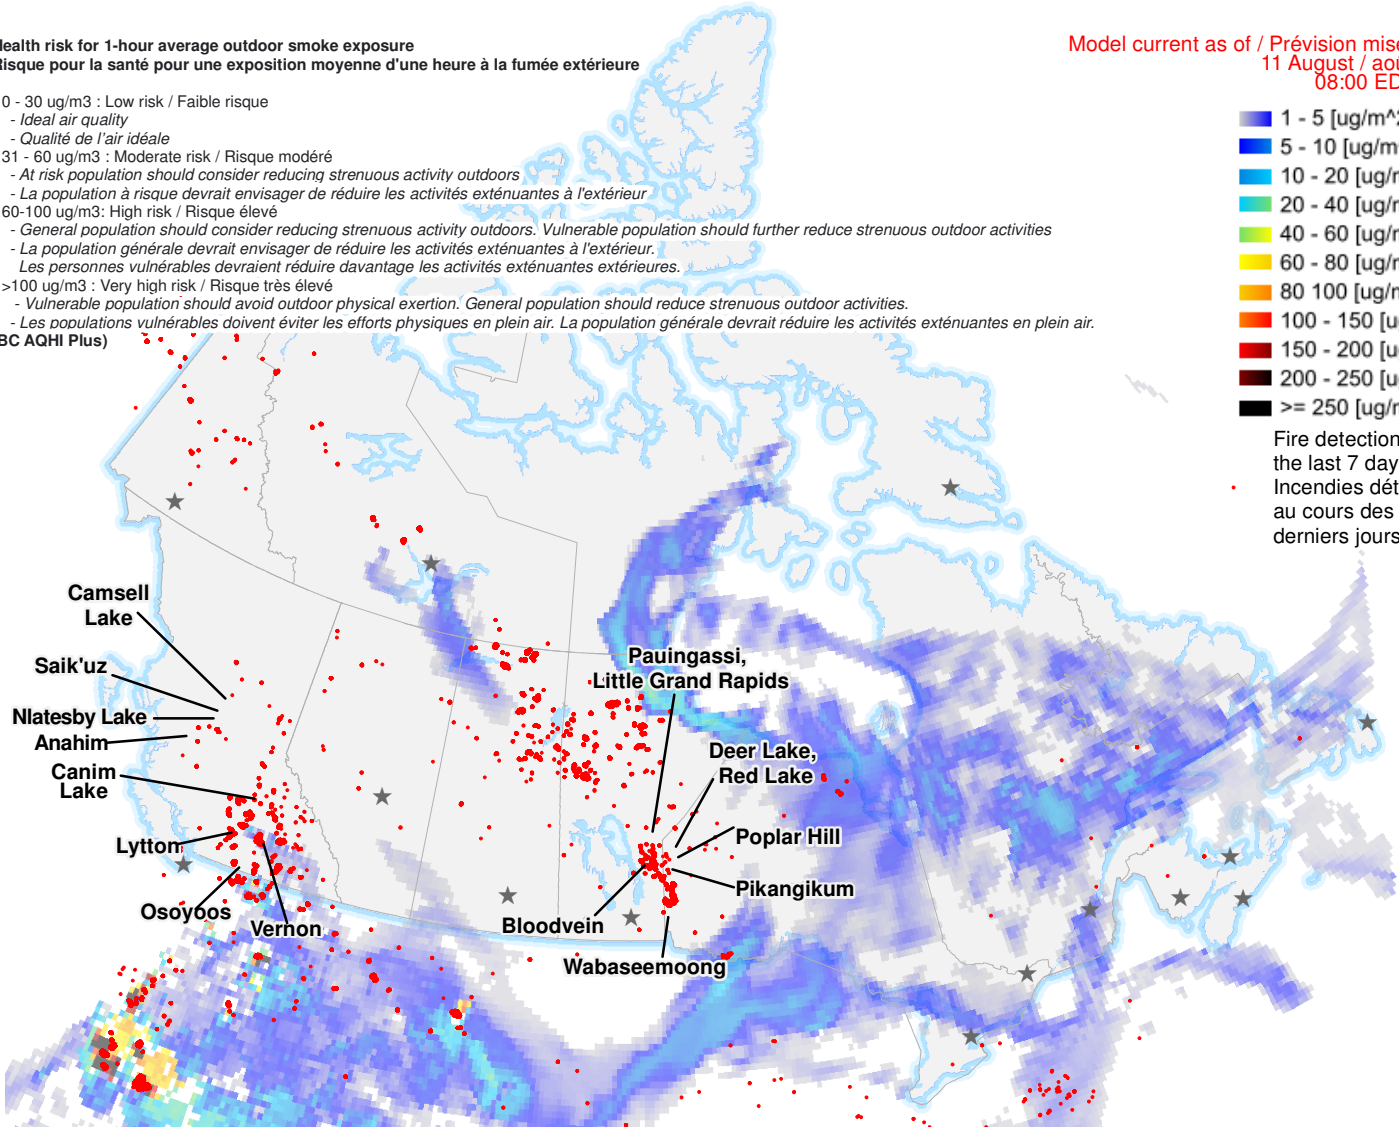 ealth risk for 1-hour average outdoor smoke exposure
Risque pour la santé pour une exposition moyenne d'une heure à la fumée extérieure
0 - 30 ug/m3 : Low risk / Faible risque
- Ideal air quality
- Qualité de l'air idéale
31 - 60 ug/m3 : Moderate risk / Risque modéré
- At risk population should consider reducing strenuous activity outdoors
- La population à risque devrait envisager de réduire les activités exténuantes à l'extérieur
60-100 ug/m3: High risk / Risque élevé
- General population should consider reducing strenuous activity outdoors. Vulnerable population should further reduce strenuous outdoor activities
- La population générale devrait envisager de réduire les activités exténuantes à l'extérieur.
Les personnes vulnérables devraient réduire davantage les activités exténuantes extérieures.
>100 ug/m3 : Very high risk / Risque très élevé
- Vulnerable population should avoid outdoor physical exertion. General population should reduce strenuous outdoor activities.
- Les populations vulnérables doivent éviter les efforts physiques en plein air. La population générale devrait réduire les activités exténuantes en plein air.
BC AQHI Plus)
Model current as of / Prévision mise
11 August / aoû
08:00 ED
1 - 5 [ug/m^
5 - 10 [ug/m
10 - 20 [ug/m
20 - 40 [ug/m
40 - 60 [ug/m
60 - 80 [ug/m
80 100 [ug/m
100 - 150 [ug
150 - 200 [ug
200 - 250 [ug
>= 250 [ug/m
Fire detection
the last 7 day
Incendies dét
au cours des
derniers jours
Camsell
Lake
Saik'uz
Nlatesby Lake
Anahim
Canim
Lake
Lytton
Osoyoos
Vernon
Pauingassi,
Little Grand Rapids
Deer Lake,
Red Lake
Poplar Hill
Pikangikum
Bloodvein
Wabaseemoong